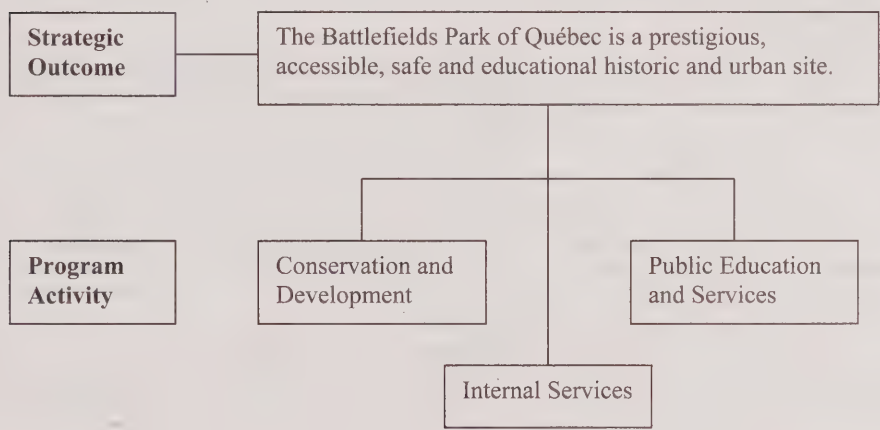 Strategic
Outcome
The Battlefields Park of Québec is a prestigious,
accessible, safe and educational historic and urban site.
Program
Activity
Conservation and
Development
Public Education
and Services
Internal Services